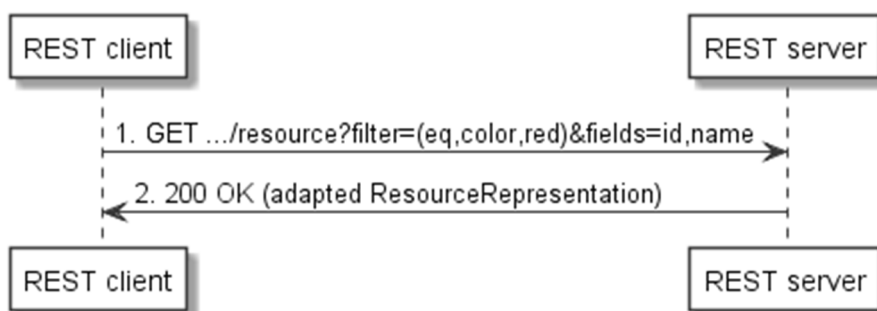 REST client
REST server
1. GET .../resource?filter=(eq,color,red)&fields=id,name
2. 200 OK (adapted ResourceRepresentation)
REST client
REST server